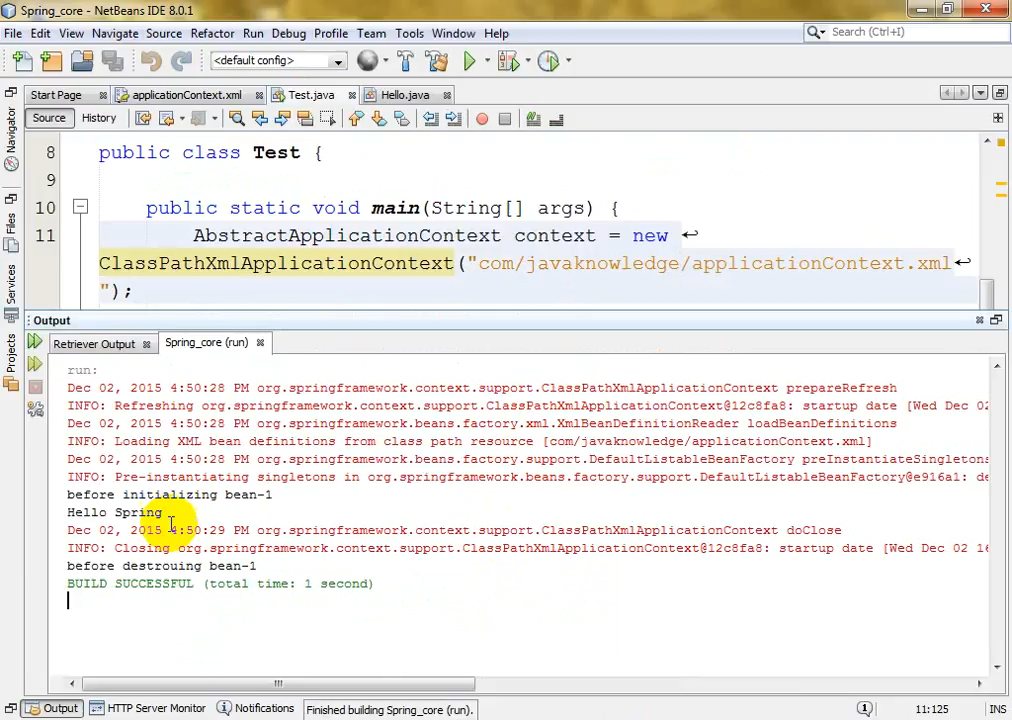 Spring_core - NetBeans IDE 8.0.1
File Edit View Navigate Source Refactor Run Debug Profile Team Tools Window Help
Search (Ctrl+I)
<default config>
Start Page applicationContext.xml Test.java Hello.java
Source History
Navigator
Files
Services
Projects
8 public class Test {
9
10 public static void main(String[] args) {
11 AbstractApplicationContext context = new
ClassPathXmlApplicationContext("com/javaknowledge/applicationContext.xml
");
Output
Retriever Output Spring_core (run)
run:
Dec 02, 2015 4:50:28 PM org.springframework.context.support.ClassPathXmlApplicationContext prepareRefresh
INFO: Refreshing org.springframework.context.support.ClassPathXmlApplicationContext@12c8fa8: startup date [Wed Dec 02
Dec 02, 2015 4:50:28 PM org.springframework.beans.factory.xml.XmlBeanDefinitionReader loadBeanDefinitions
INFO: Loading XML bean definitions from class path resource [com/javaknowledge/applicationContext.xml]
Dec 02, 2015 4:50:28 PM org.springframework.beans.factory.support.DefaultListableBeanFactory preInstantiateSingletons
INFO: Pre-instantiating singletons in org.springframework.beans.factory.support.DefaultListableBeanFactory@e916a1: de
before initializing bean-1
Hello Spring
Dec 02, 2015 4:50:29 PM org.springframework.context.support.ClassPathXmlApplicationContext doClose
INFO: Closing org.springframework.context.support.ClassPathXmlApplicationContext@12c8fa8: startup date [Wed Dec 02 16
before destrouing bean-1
BUILD SUCCESSFUL (total time: 1 second)
Output HTTP Server Monitor Notifications Finished building Spring_core (run). 11:125 INS